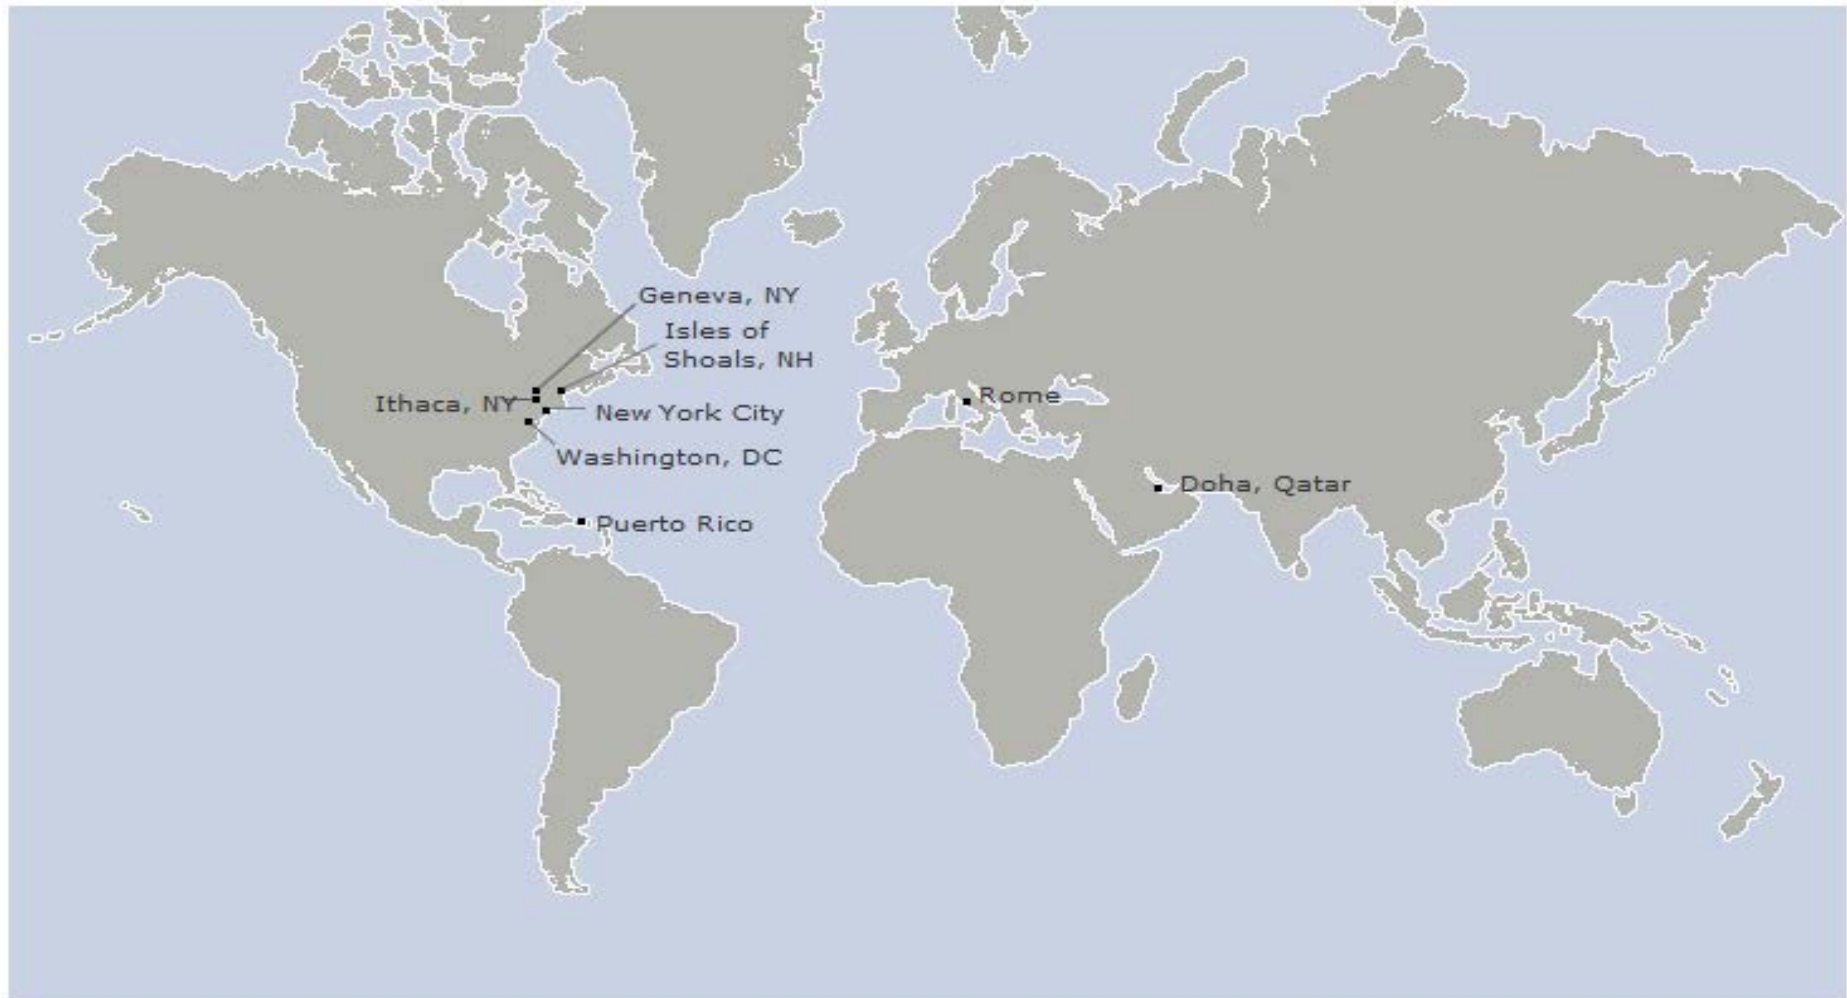 Geneva, NY
Isles of
Shoals, NH
Ithaca, NY
New York City
Washington, DC
Puerto Rico
Rome
Doha, Qatar